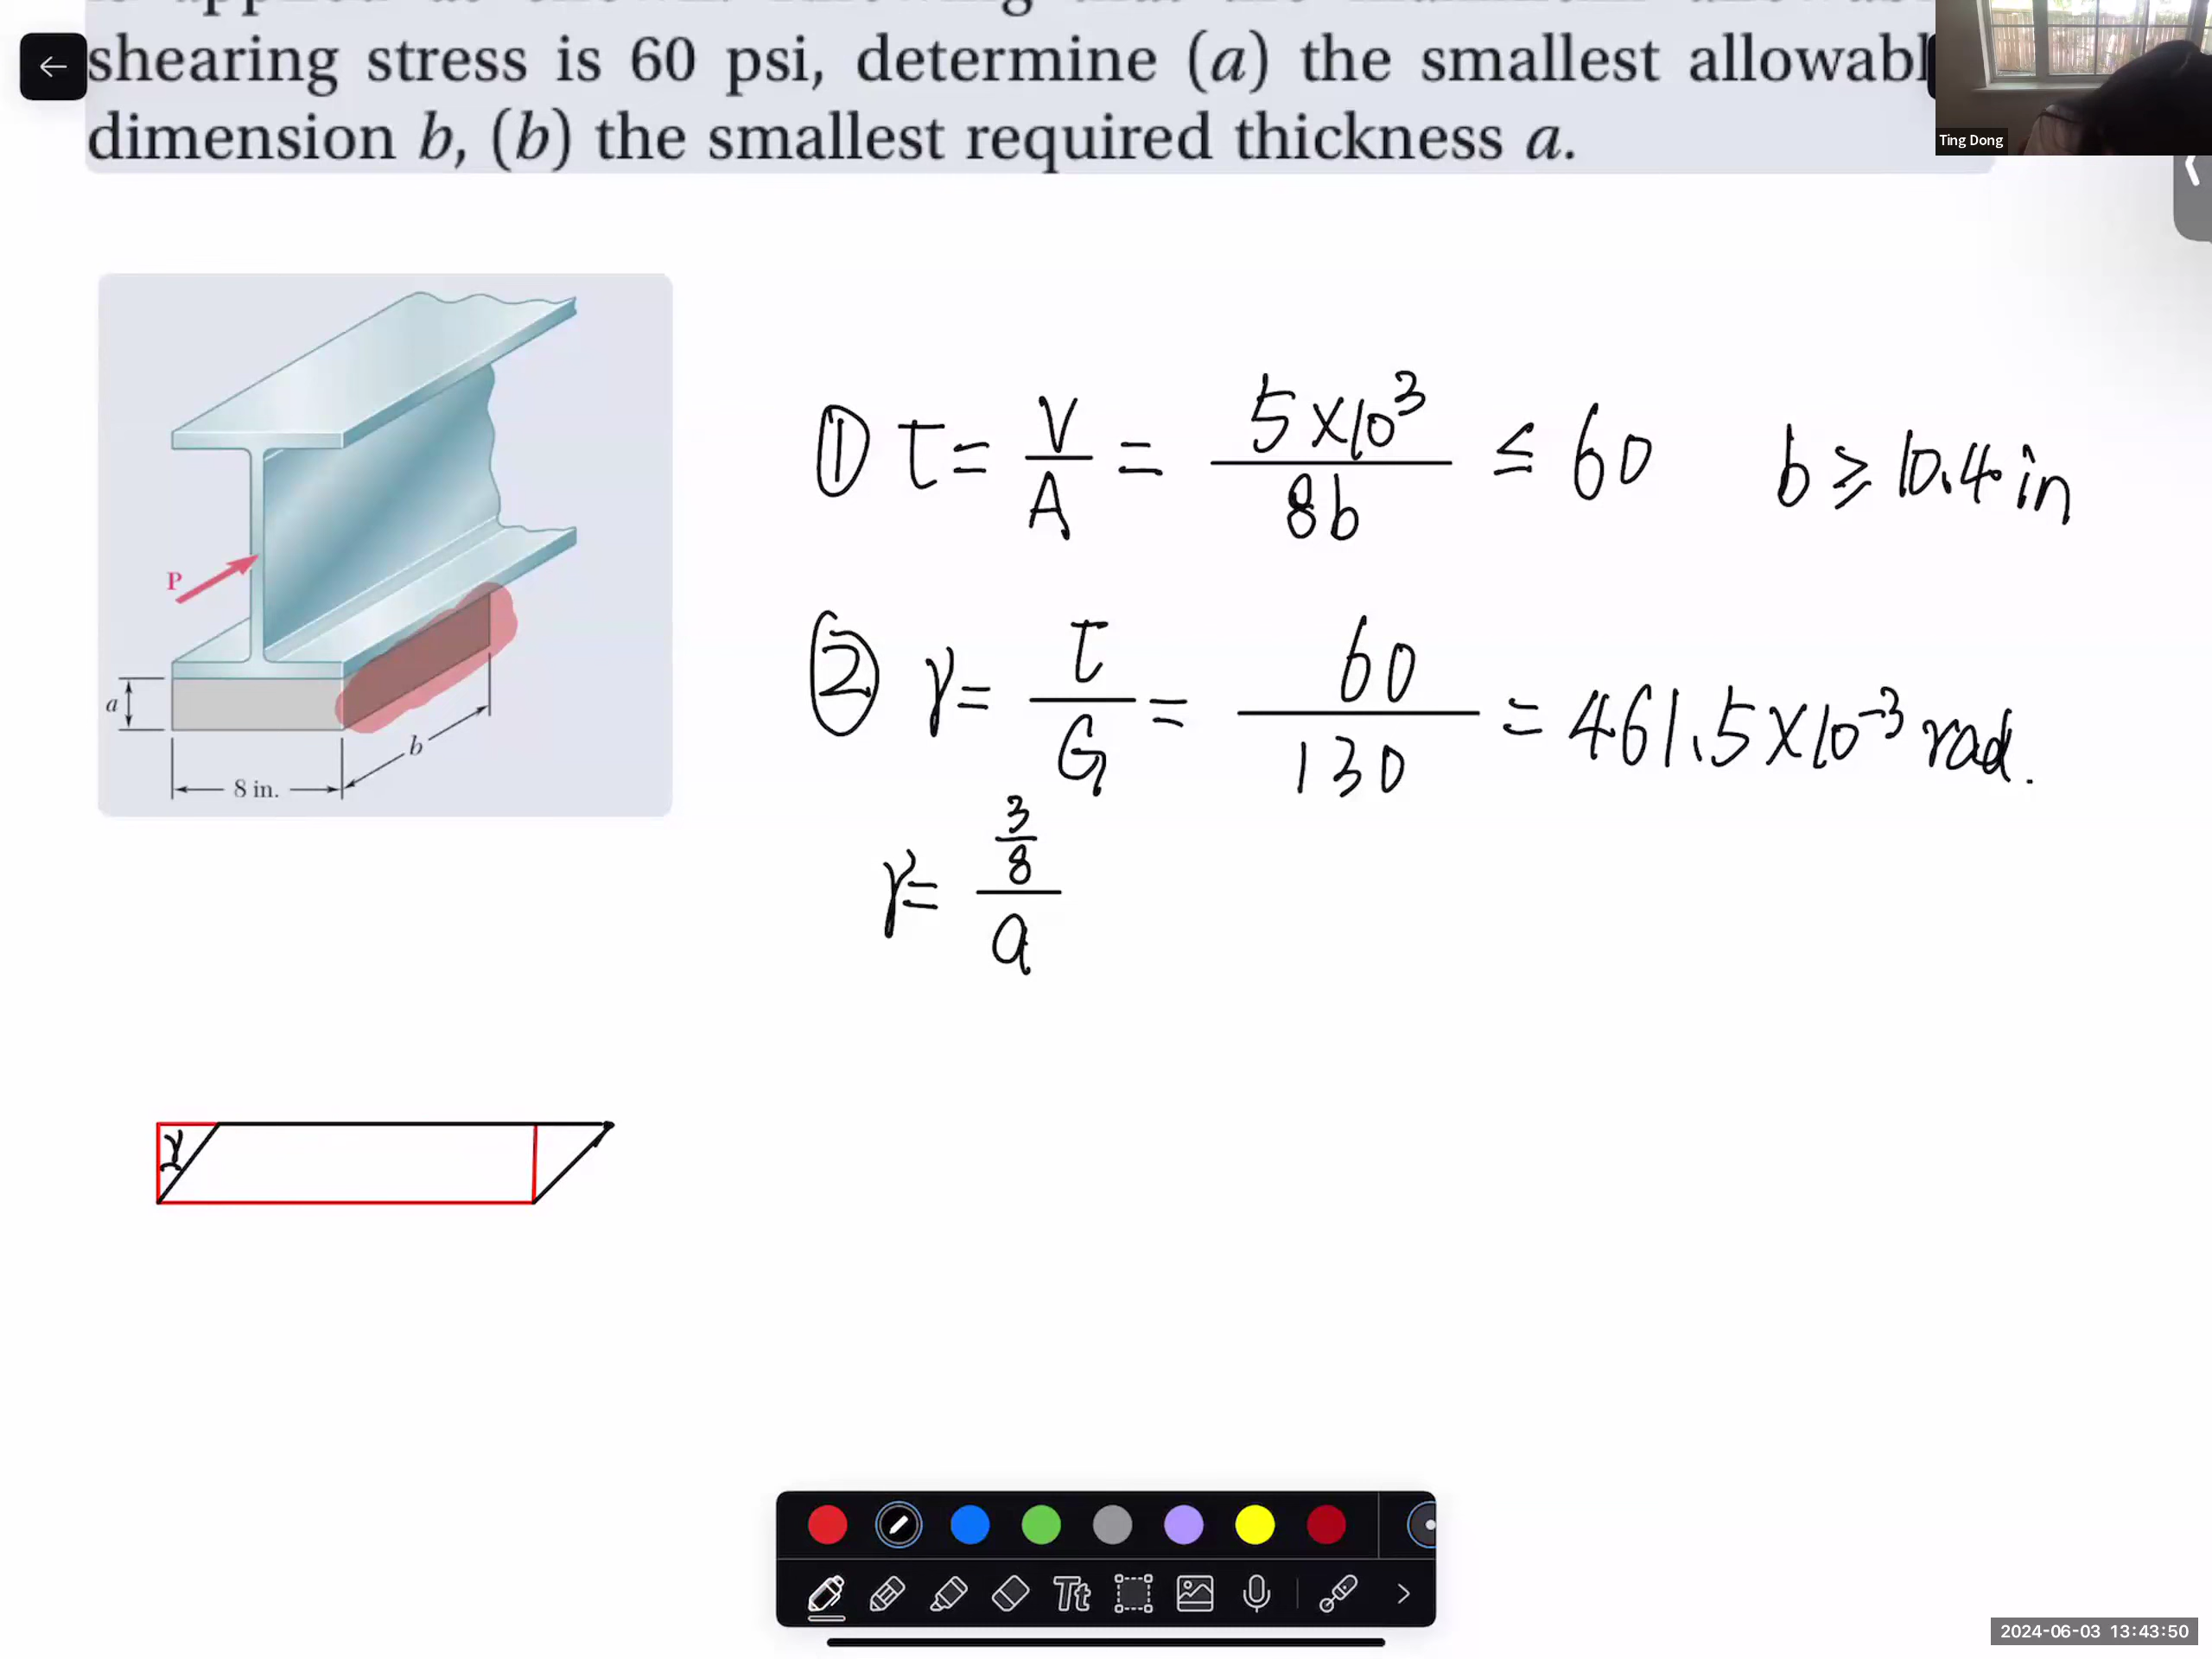 shearing stress is 60 psi, determine (a) the smallest allowabl
dimension b, (b) the smallest required thickness a.
Ting Dong
P
a
b
8 in.
① τ = V/A = 5×10³/8b ≤ 60 b ≥ 10.4 in
② γ = τ/G = 60/130 = 461.5×10⁻³ rad.
γ = 3/8/a
γ
Tt
2024-06-03 13:43:50